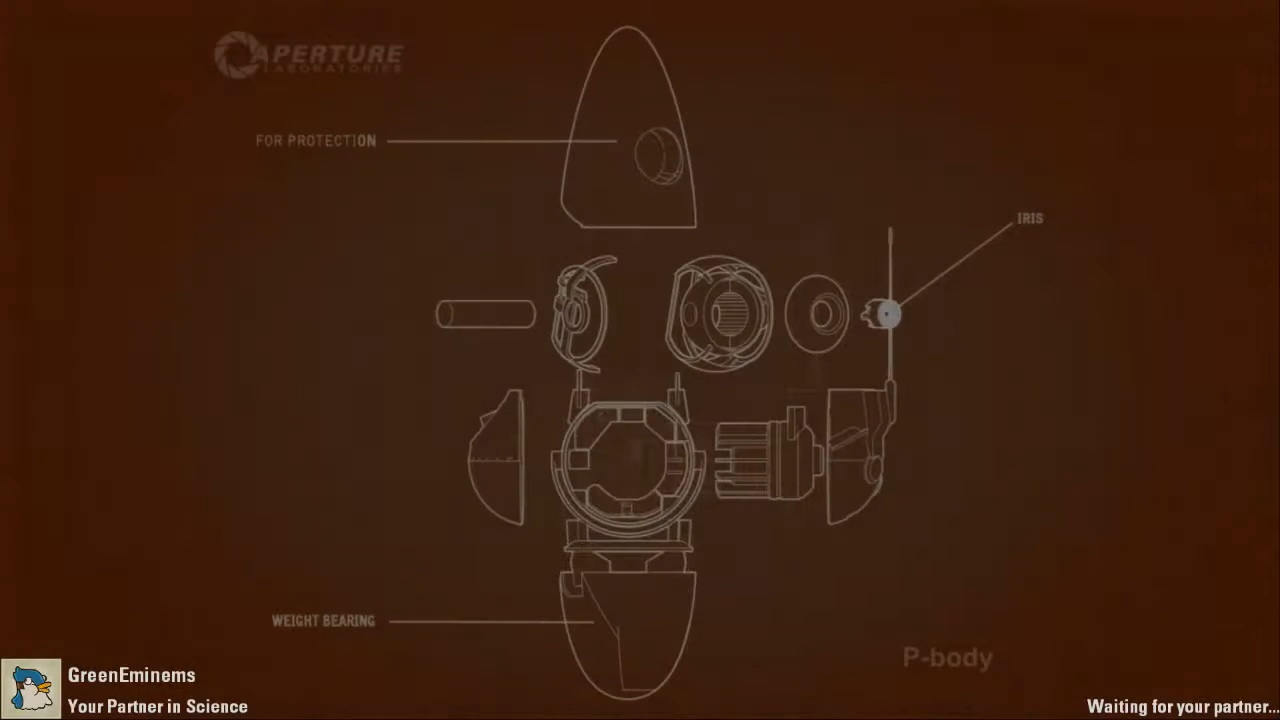 APERTURE
LABORATORIES
FOR PROTECTION
IRIS
WEIGHT BEARING
P-body
GreenEminems
Your Partner in Science
Waiting for your partner...